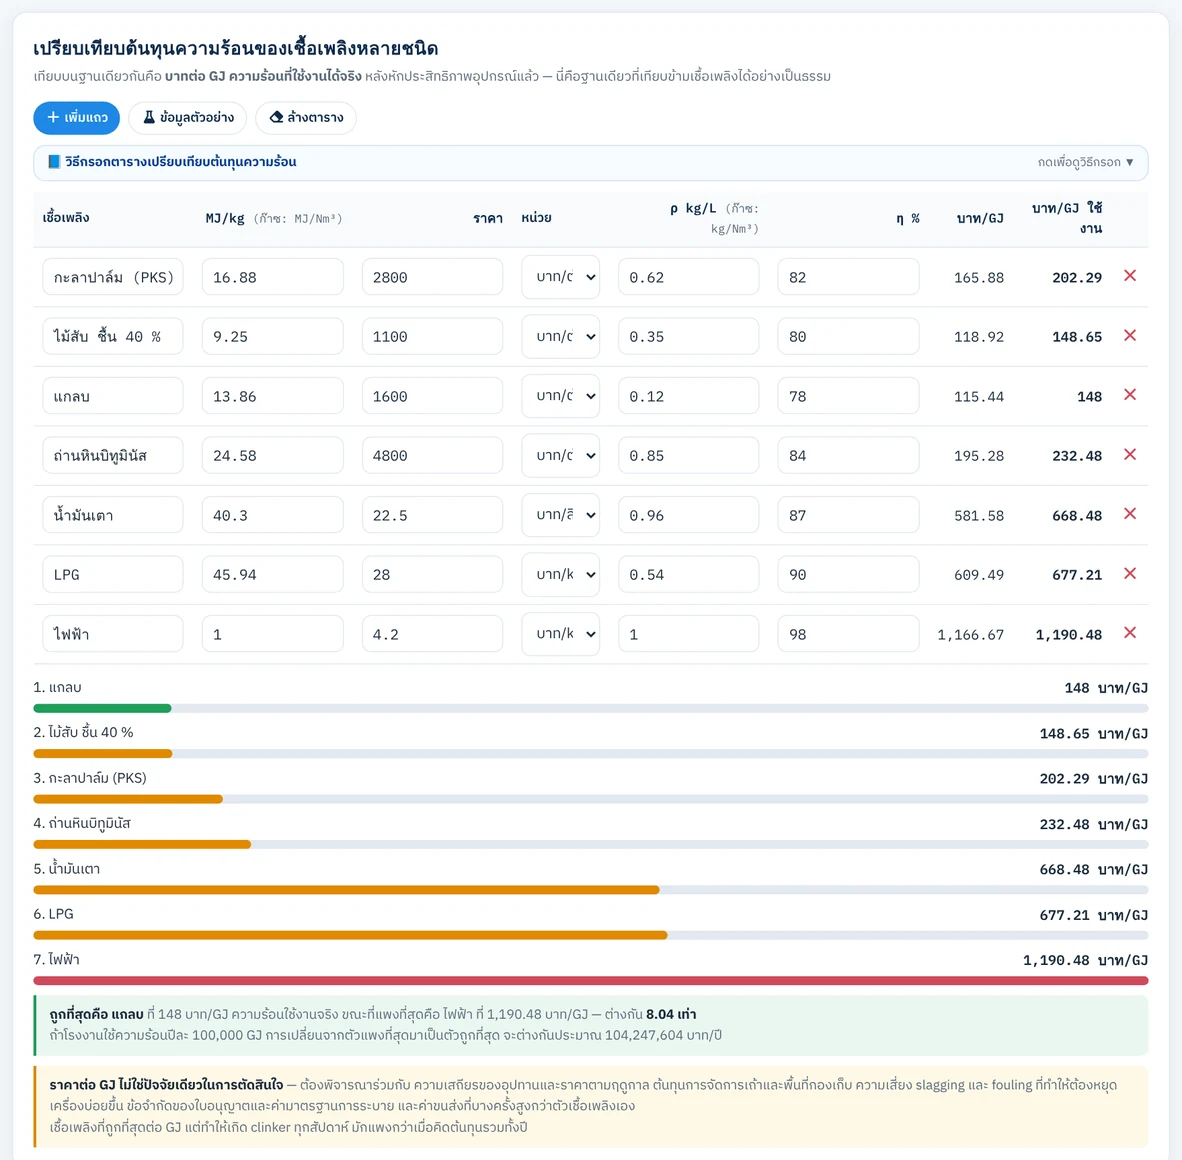 เปรียบเทียบต้นทุนความร้อนของเชื้อเพลิงหลายชนิด
เทียบบนฐานเดียวกันคือ บาทต่อ GJ ความร้อนที่ใช้งานได้จริง หลังหักประสิทธิภาพอุปกรณ์แล้ว — นี่คือฐานเดียวที่เทียบข้ามเชื้อเพลิงได้อย่างเป็นธรรม
+ เพิ่มแถว ข้อมูลตัวอย่าง ล้างตาราง
วิธีกรอกตารางเปรียบเทียบต้นทุนความร้อน กดเพื่อดูวิธีกรอก ▼
เชื้อเพลิง MJ/kg (ก๊าซ: MJ/Nm³) ราคา หน่วย ρ kg/L (ก๊าซ: kg/Nm³) η % บาท/GJ บาท/GJ ใช้งาน
กะลาปาล์ม (PKS) 16.88 2800 บาท/ต 0.62 82 165.88 202.29 ✕
ไม้สับ ชื้น 40 % 9.25 1100 บาท/ต 0.35 80 118.92 148.65 ✕
แกลบ 13.86 1600 บาท/ต 0.12 78 115.44 148 ✕
ถ่านหินบิทูมินัส 24.58 4800 บาท/ต 0.85 84 195.28 232.48 ✕
น้ำมันเตา 40.3 22.5 บาท/ลิ 0.96 87 581.58 668.48 ✕
LPG 45.94 28 บาท/k 0.54 90 609.49 677.21 ✕
ไฟฟ้า 1 4.2 บาท/k 1 98 1,166.67 1,190.48 ✕
1. แกลบ 148 บาท/GJ
2. ไม้สับ ชื้น 40 % 148.65 บาท/GJ
3. กะลาปาล์ม (PKS) 202.29 บาท/GJ
4. ถ่านหินบิทูมินัส 232.48 บาท/GJ
5. น้ำมันเตา 668.48 บาท/GJ
6. LPG 677.21 บาท/GJ
7. ไฟฟ้า 1,190.48 บาท/GJ
ถูกที่สุดคือ แกลบ ที่ 148 บาท/GJ ความร้อนใช้งานจริง ขณะที่แพงที่สุดคือ ไฟฟ้า ที่ 1,190.48 บาท/GJ — ต่างกัน 8.04 เท่า
ถ้าโรงงานใช้ความร้อนปีละ 100,000 GJ การเปลี่ยนจากตัวแพงที่สุดมาเป็นตัวถูกที่สุด จะต่างกันประมาณ 104,247,604 บาท/ปี
ราคาต่อ GJ ไม่ใช่ปัจจัยเดียวในการตัดสินใจ — ต้องพิจารณาร่วมกับ ความเสถียรของอุปทานและราคาตามฤดูกาล ต้นทุนการจัดการเถ้าและพื้นที่กองเก็บ ความเสี่ยง slagging และ fouling ที่ทำให้ต้องหยุด
เครื่องบ่อยขึ้น ข้อจำกัดของใบอนุญาตและค่ามาตรฐานการระบาย และค่าขนส่งที่บางครั้งสูงกว่าตัวเชื้อเพลิงเอง
เชื้อเพลิงที่ถูกที่สุดต่อ GJ แต่ทำให้เกิด clinker ทุกสัปดาห์ มักแพงกว่าเมื่อคิดต้นทุนรวมทั้งปี